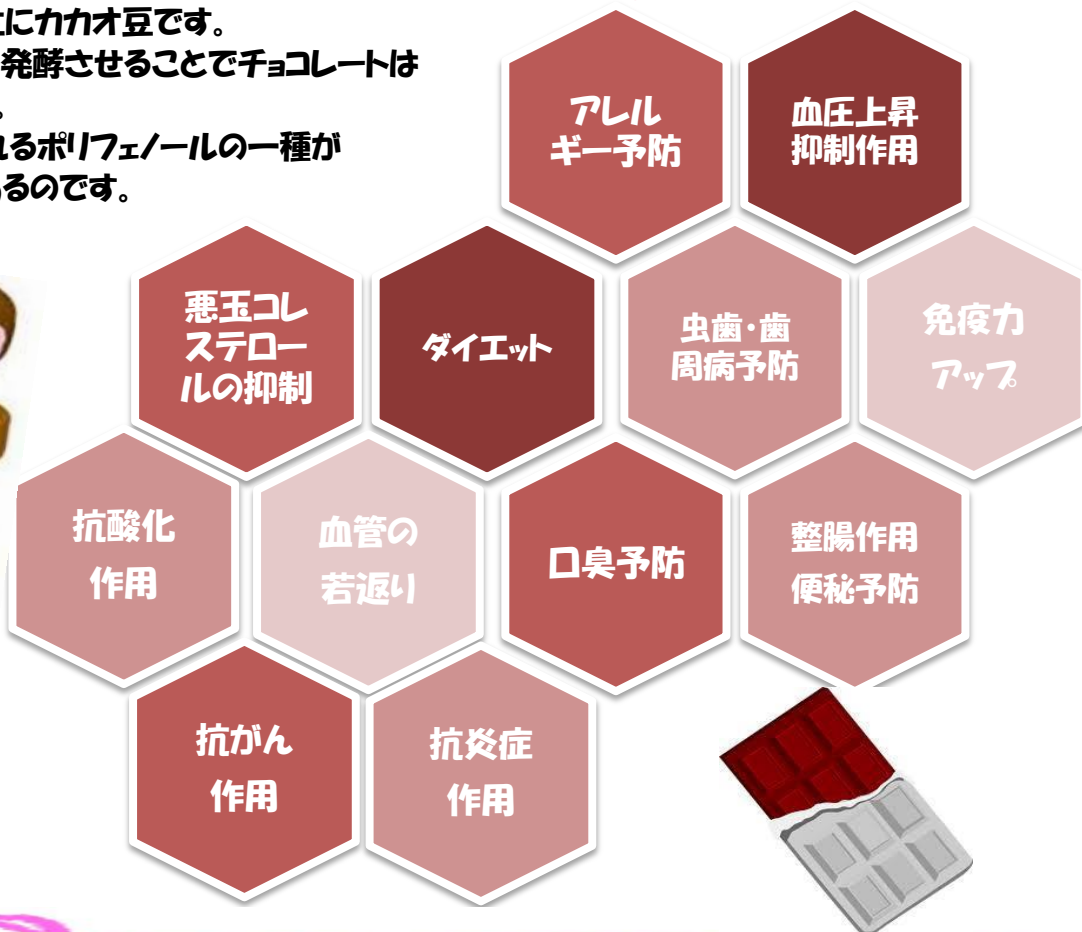 にカカオ豆です。
発酵させることでチョコレートは
。
れるポリフェノールの一種が
あるのです。
アレル
ギー予防
血圧上昇
抑制作用
悪玉コレ
ステロー
ルの抑制
ダイエット
虫歯・歯
周病予防
免疫力
アップ
抗酸化
作用
血管の
若返り
口臭予防
整腸作用
便秘予防
抗がん
作用
抗炎症
作用